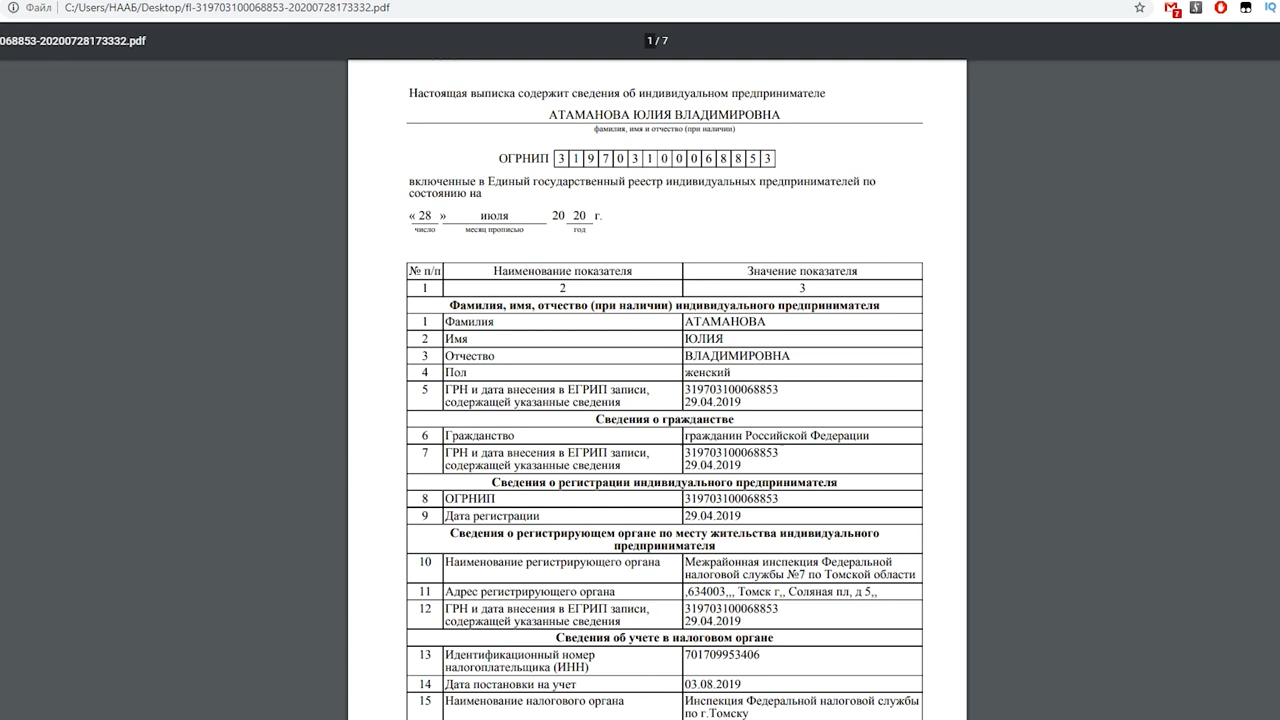 Файл C:/Users/НААБ/Desktop/fl-319703100068853-20200728173332.pdf
7
IQ
068853-20200728173332.pdf 1 / 7
Настоящая выписка содержит сведения об индивидуальном предпринимателе
АТАМАНОВА ЮЛИЯ ВЛАДИМИРОВНА
фамилия, имя и отчество (при наличии)
ОГРНИП 3 1 9 7 0 3 1 0 0 0 6 8 8 5 3
включенные в Единый государственный реестр индивидуальных предпринимателей по
состоянию на
« 28 » июля 20 20 г.
число месяц прописью год
№ п/п Наименование показателя Значение показателя
1 2 3
Фамилия, имя, отчество (при наличии) индивидуального предпринимателя
1 Фамилия АТАМАНОВА
2 Имя ЮЛИЯ
3 Отчество ВЛАДИМИРОВНА
4 Пол женский
5 ГРН и дата внесения в ЕГРИП записи, 319703100068853
содержащей указанные сведения 29.04.2019
Сведения о гражданстве
6 Гражданство гражданин Российской Федерации
7 ГРН и дата внесения в ЕГРИП записи, 319703100068853
содержащей указанные сведения 29.04.2019
Сведения о регистрации индивидуального предпринимателя
8 ОГРНИП 319703100068853
9 Дата регистрации 29.04.2019
Сведения о регистрирующем органе по месту жительства индивидуального
предпринимателя
10 Наименование регистрирующего органа Межрайонная инспекция Федеральной
налоговой службы №7 по Томской области
11 Адрес регистрирующего органа ,634003,,, Томск г,, Соляная пл, д 5,,
12 ГРН и дата внесения в ЕГРИП записи, 319703100068853
содержащей указанные сведения 29.04.2019
Сведения об учете в налоговом органе
13 Идентификационный номер 701709953406
налогоплательщика (ИНН)
14 Дата постановки на учет 03.08.2019
15 Наименование налогового органа Инспекция Федеральной налоговой службы
по г.Томску